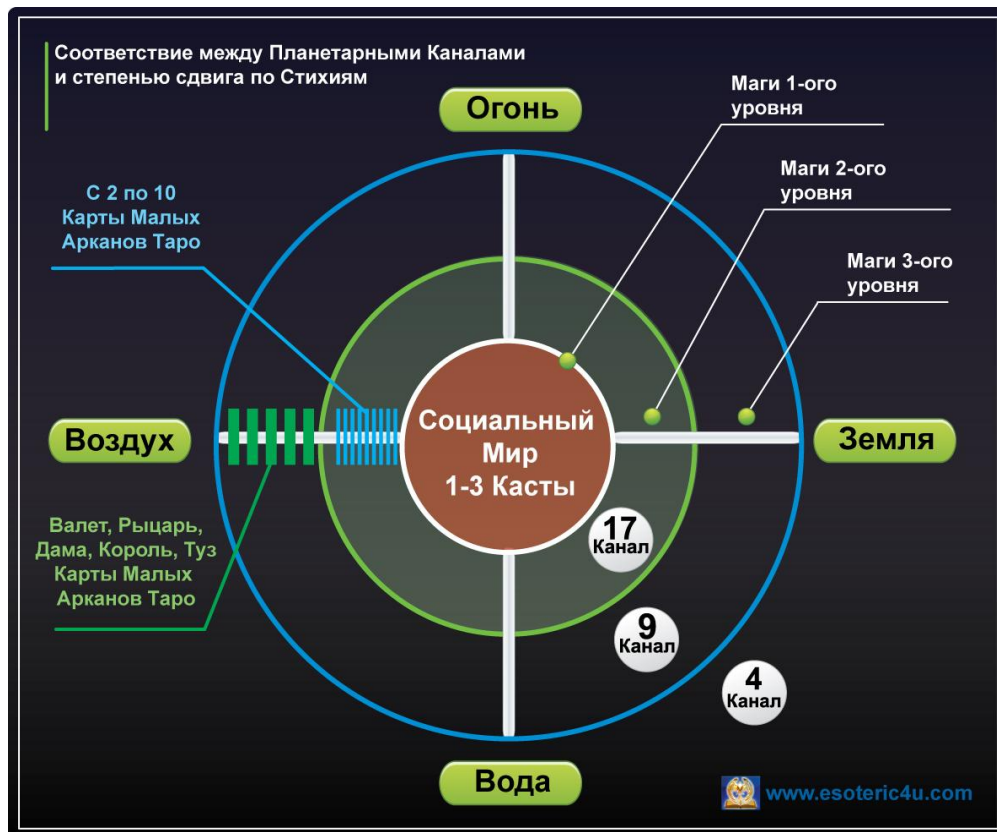 Соответствие между Планетарными Каналами
и степенью сдвига по Стихиям
Огонь
Маги 1-ого
уровня
Маги 2-ого
уровня
Маги 3-ого
уровня
С 2 по 10
Карты Малых
Арканов Таро
Воздух
Социальный
Мир
1-3 Касты
Земля
Валет, Рыцарь,
Дама, Король, Туз
Карты Малых
Арканов Таро
17
Канал
9
Канал
4
Канал
Вода
www.esoteric4u.com